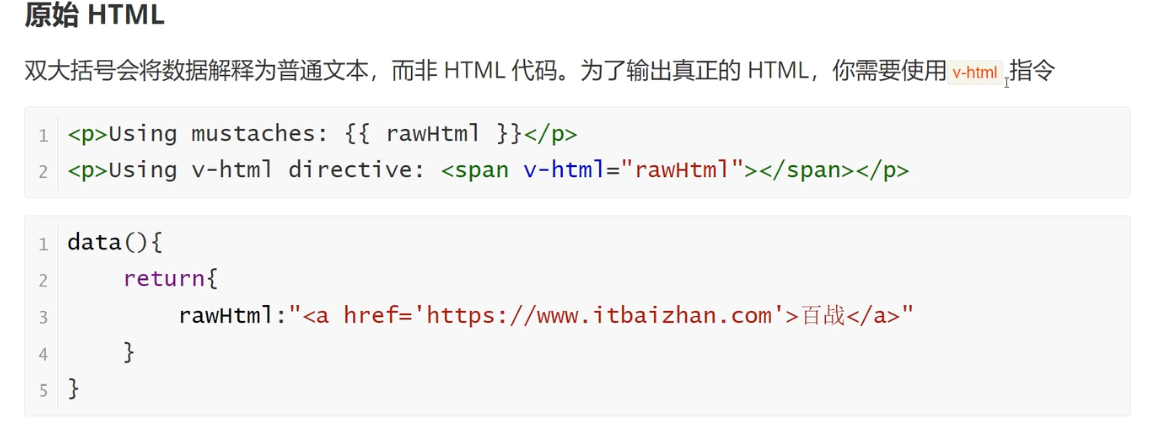 原始 HTML
双大括号会将数据解释为普通文本，而非 HTML 代码。为了输出真正的 HTML，你需要使用 v-html 指令
1 <p>Using mustaches: {{ rawHtml }}</p>
2 <p>Using v-html directive: <span v-html="rawHtml"></span></p>
1 data(){
2     return{
3         rawHtml:"<a href='https://www.itbaizhan.com'>百战</a>"
4     }
5 }